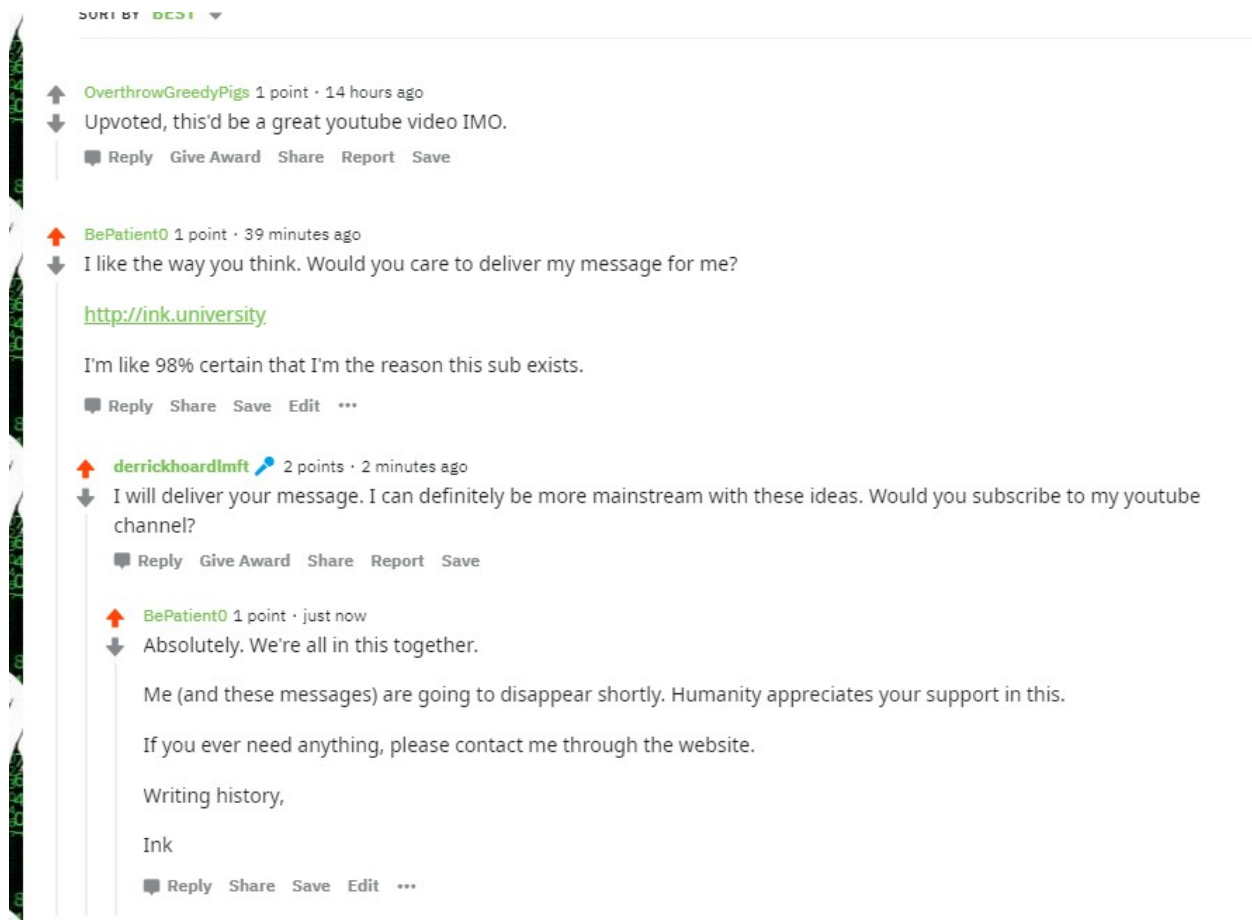 SORT BY BEST
OverthrowGreedyPigs 1 point · 14 hours ago
Upvoted, this'd be a great youtube video IMO.
Reply Give Award Share Report Save
BePatient0 1 point · 39 minutes ago
I like the way you think. Would you care to deliver my message for me?
http://ink.university
I'm like 98% certain that I'm the reason this sub exists.
Reply Share Save Edit •••
derrickhoardlmft 2 points · 2 minutes ago
I will deliver your message. I can definitely be more mainstream with these ideas. Would you subscribe to my youtube
channel?
Reply Give Award Share Report Save
BePatient0 1 point · just now
Absolutely. We're all in this together.
Me (and these messages) are going to disappear shortly. Humanity appreciates your support in this.
If you ever need anything, please contact me through the website.
Writing history,
Ink
Reply Share Save Edit •••